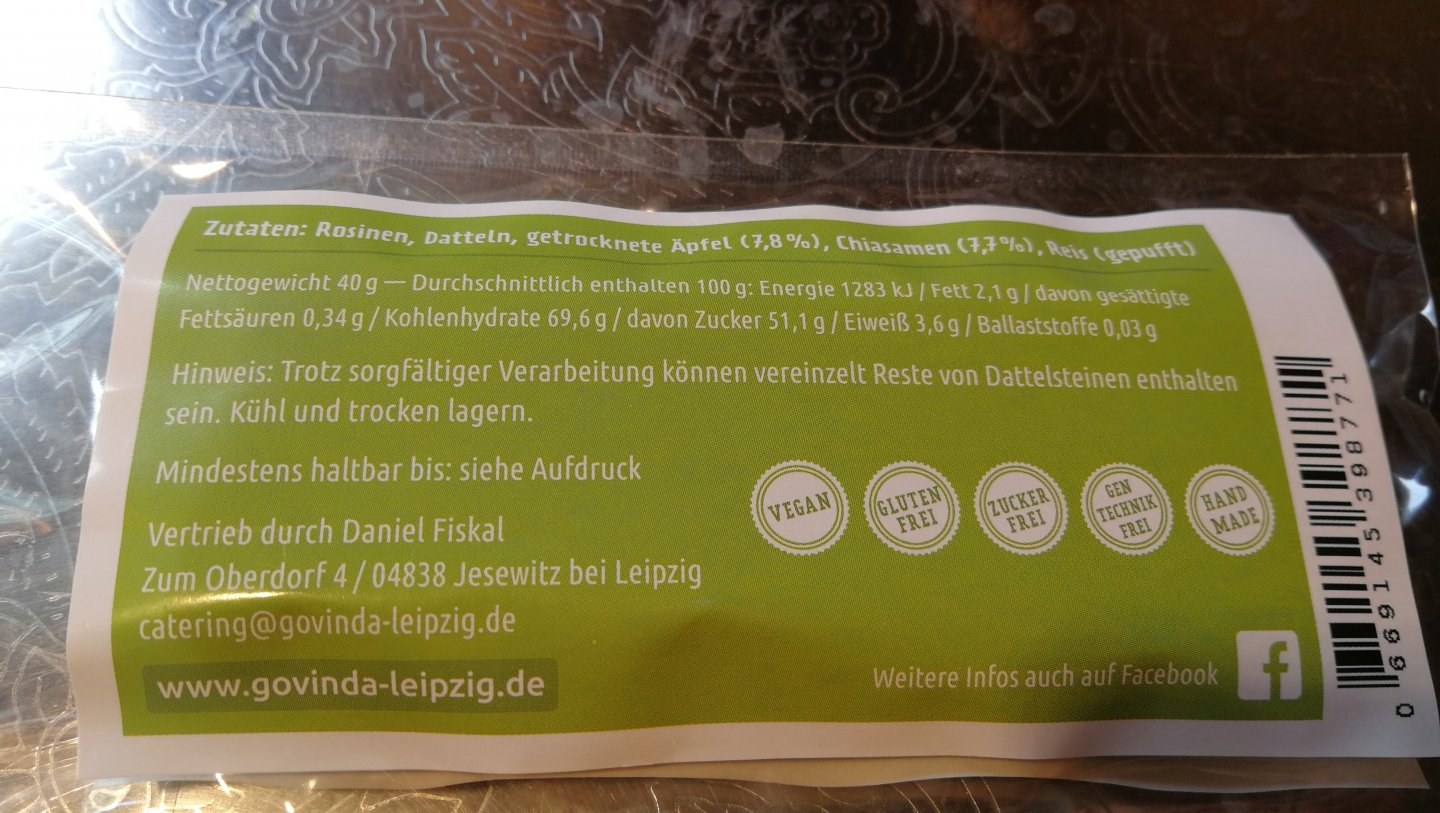 Zutaten: Rosinen, Datteln, getrocknete Äpfel (7,8 %), Chiasamen (7,7 %), Reis (gepufft)
Nettogewicht 40 g — Durchschnittlich enthalten 100 g: Energie 1283 kJ / Fett 2,1 g / davon gesättigte
Fettsäuren 0,34 g / Kohlenhydrate 69,6 g / davon Zucker 51,1 g / Eiweiß 3,6 g / Ballaststoffe 0,03 g
Hinweis: Trotz sorgfältiger Verarbeitung können vereinzelt Reste von Dattelsteinen enthalten
sein. Kühl und trocken lagern.
Mindestens haltbar bis: siehe Aufdruck
VEGAN
GLUTEN
FREI
ZUCKER
FREI
GEN
TECHNIK
FREI
HAND
MADE
Vertrieb durch Daniel Fiskal
Zum Oberdorf 4 / 04838 Jesewitz bei Leipzig
catering@govinda-leipzig.de
www.govinda-leipzig.de
Weitere Infos auch auf Facebook
f
0 669145 398771